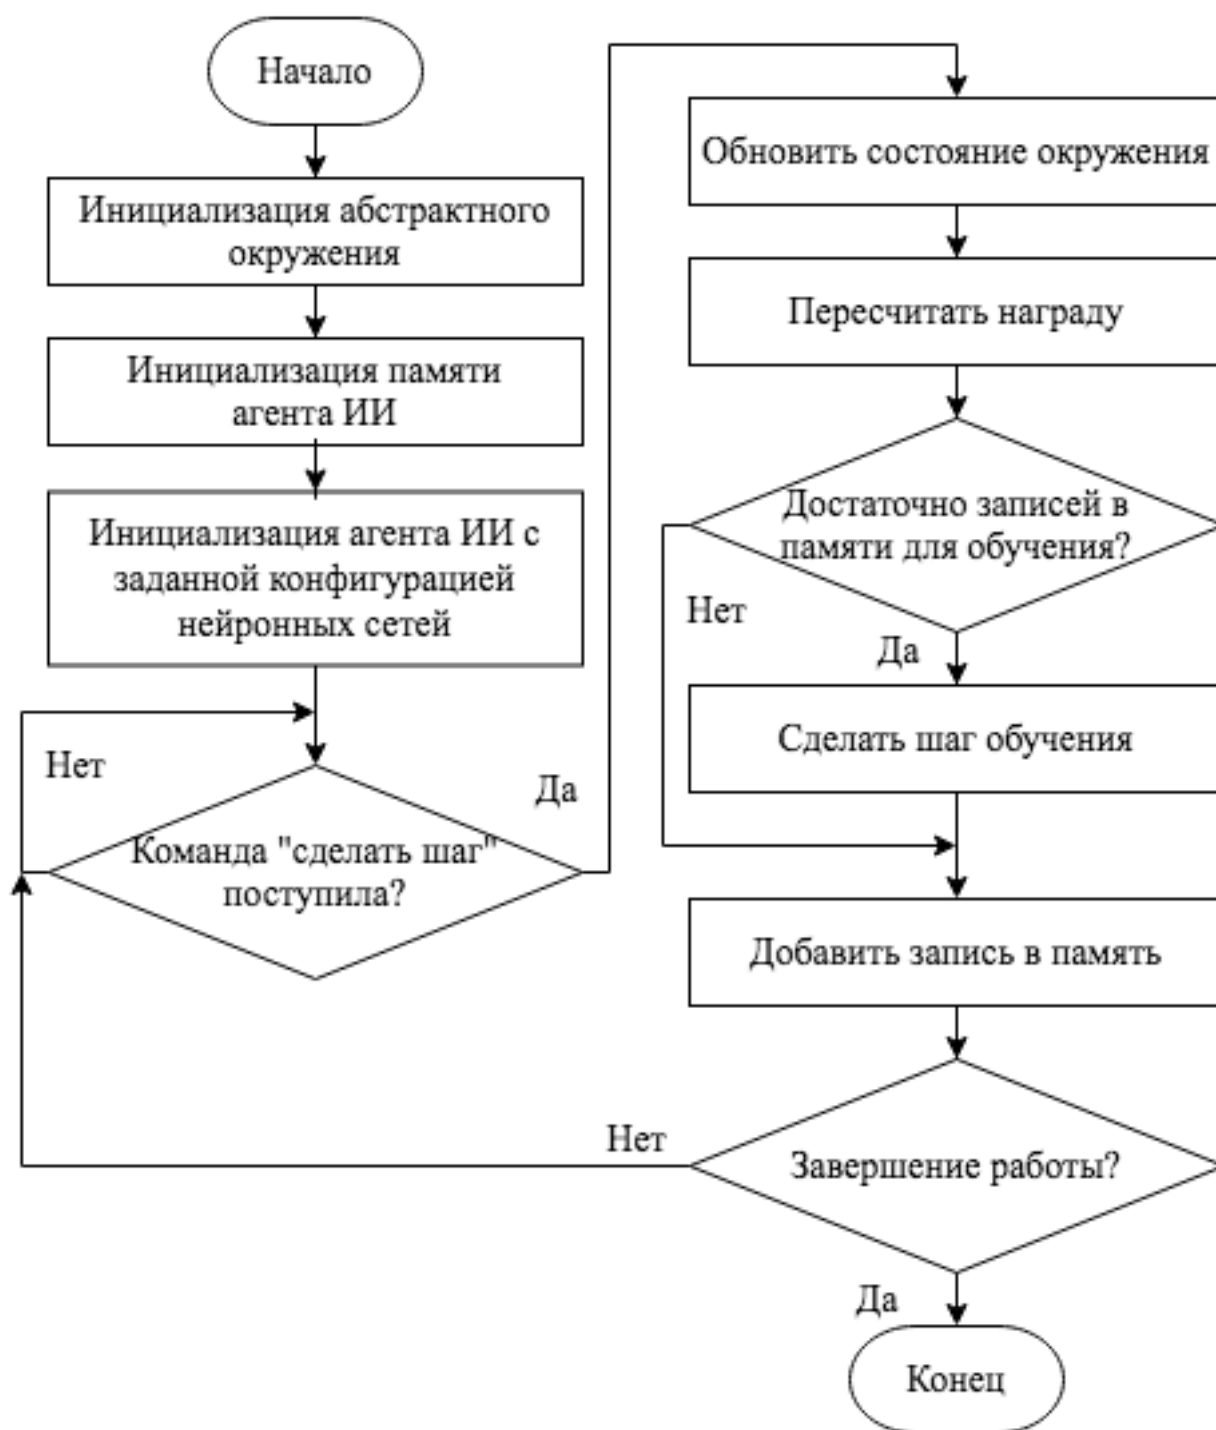 Начало
Инициализация абстрактного
окружения
Инициализация памяти
агента ИИ
Инициализация агента ИИ с
заданной конфигурацией
нейронных сетей
Нет
Да
Команда "сделать шаг"
поступила?
Обновить состояние окружения
Пересчитать награду
Достаточно записей в
памяти для обучения?
Нет
Да
Сделать шаг обучения
Добавить запись в память
Завершение работы?
Нет
Да
Конец